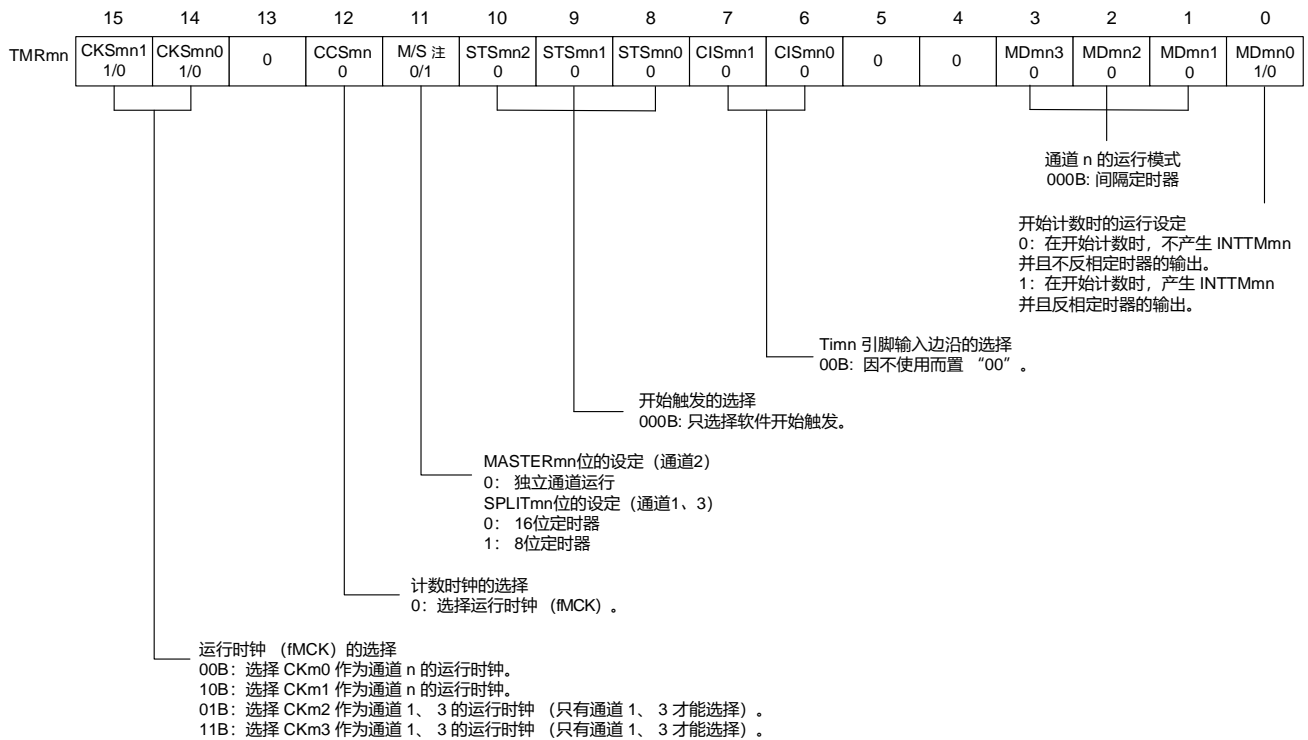 15 14 13 12 11 10 9 8 7 6 5 4 3 2 1 0
TMRmn CKSmn1 CKSmn0 0 CCSmn M/S 注 STSmn2 STSmn1 STSmn0 CISmn1 CISmn0 0 0 MDmn3 MDmn2 MDmn1 MDmn0
1/0 1/0 0 0/1 0 0 0 0 0 0 0 0 1/0
通道 n 的运行模式
000B: 间隔定时器
开始计数时的运行设定
0：在开始计数时，不产生 INTTMmn
并且不反相定时器的输出。
1：在开始计数时，产生 INTTMmn
并且反相定时器的输出。
Timn 引脚输入边沿的选择
00B：因不使用而置 “00” 。
开始触发的选择
000B: 只选择软件开始触发。
MASTERmn位的设定（通道2）
0： 独立通道运行
SPLITmn位的设定（通道1、3）
0： 16位定时器
1： 8位定时器
计数时钟的选择
0：选择运行时钟 （fMCK）。
运行时钟 （fMCK）的选择
00B：选择 CKm0 作为通道 n 的运行时钟。
10B：选择 CKm1 作为通道 n 的运行时钟。
01B：选择 CKm2 作为通道 1、 3 的运行时钟 （只有通道 1、 3 才能选择）。
11B：选择 CKm3 作为通道 1、 3 的运行时钟 （只有通道 1、 3 才能选择）。